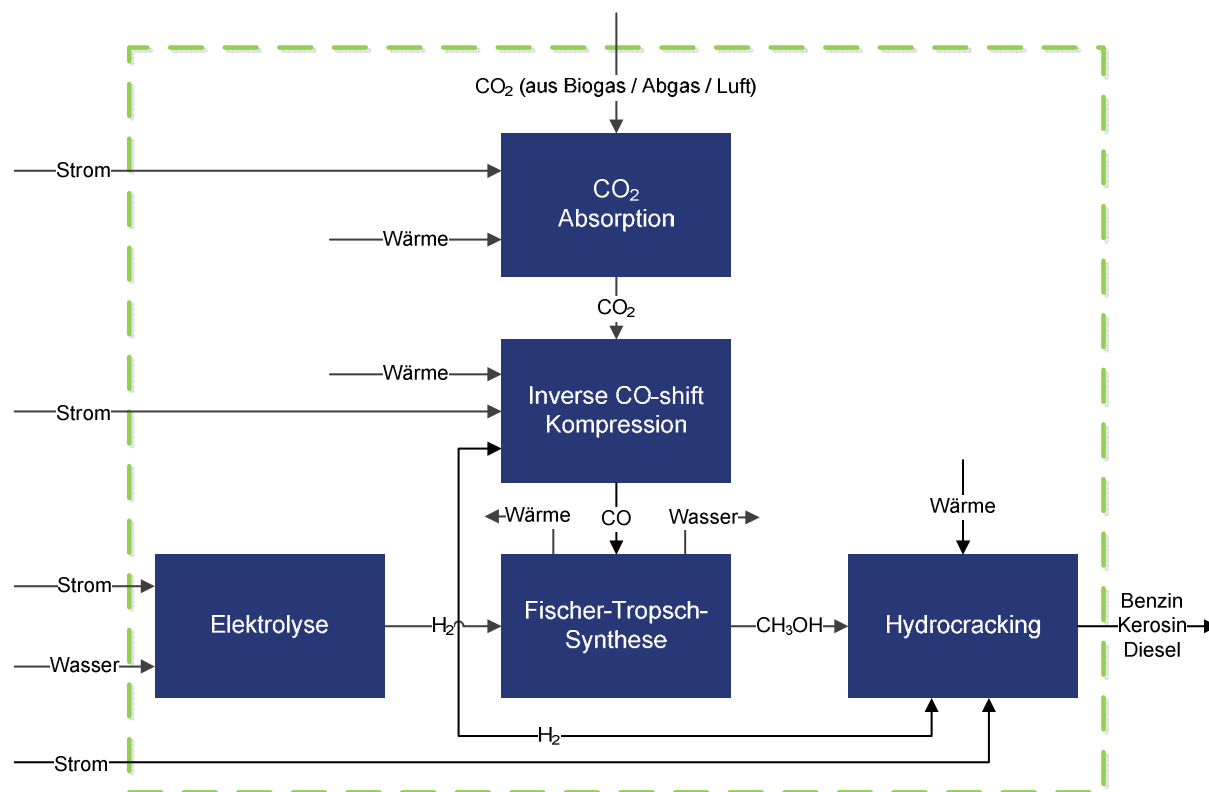 CO₂ (aus Biogas / Abgas / Luft)
Strom
CO₂
Absorption
Wärme
CO₂
Wärme
Inverse CO-shift
Kompression
Strom
Wärme
Wärme
CO
Wasser
Strom
Elektrolyse
H₂
Fischer-Tropsch-
Synthese
CH₃OH
Hydrocracking
Benzin
Kerosin
Diesel
Wasser
H₂
Strom